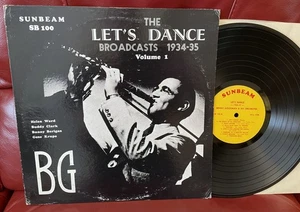 SUNBEAM
SB 100
THE
LET'S DANCE
BROADCASTS 1934-35
Volume 1
Helen Ward
Buddy Clark
Bunny Berigan
Gene Krupa
BG
SUNBEAM